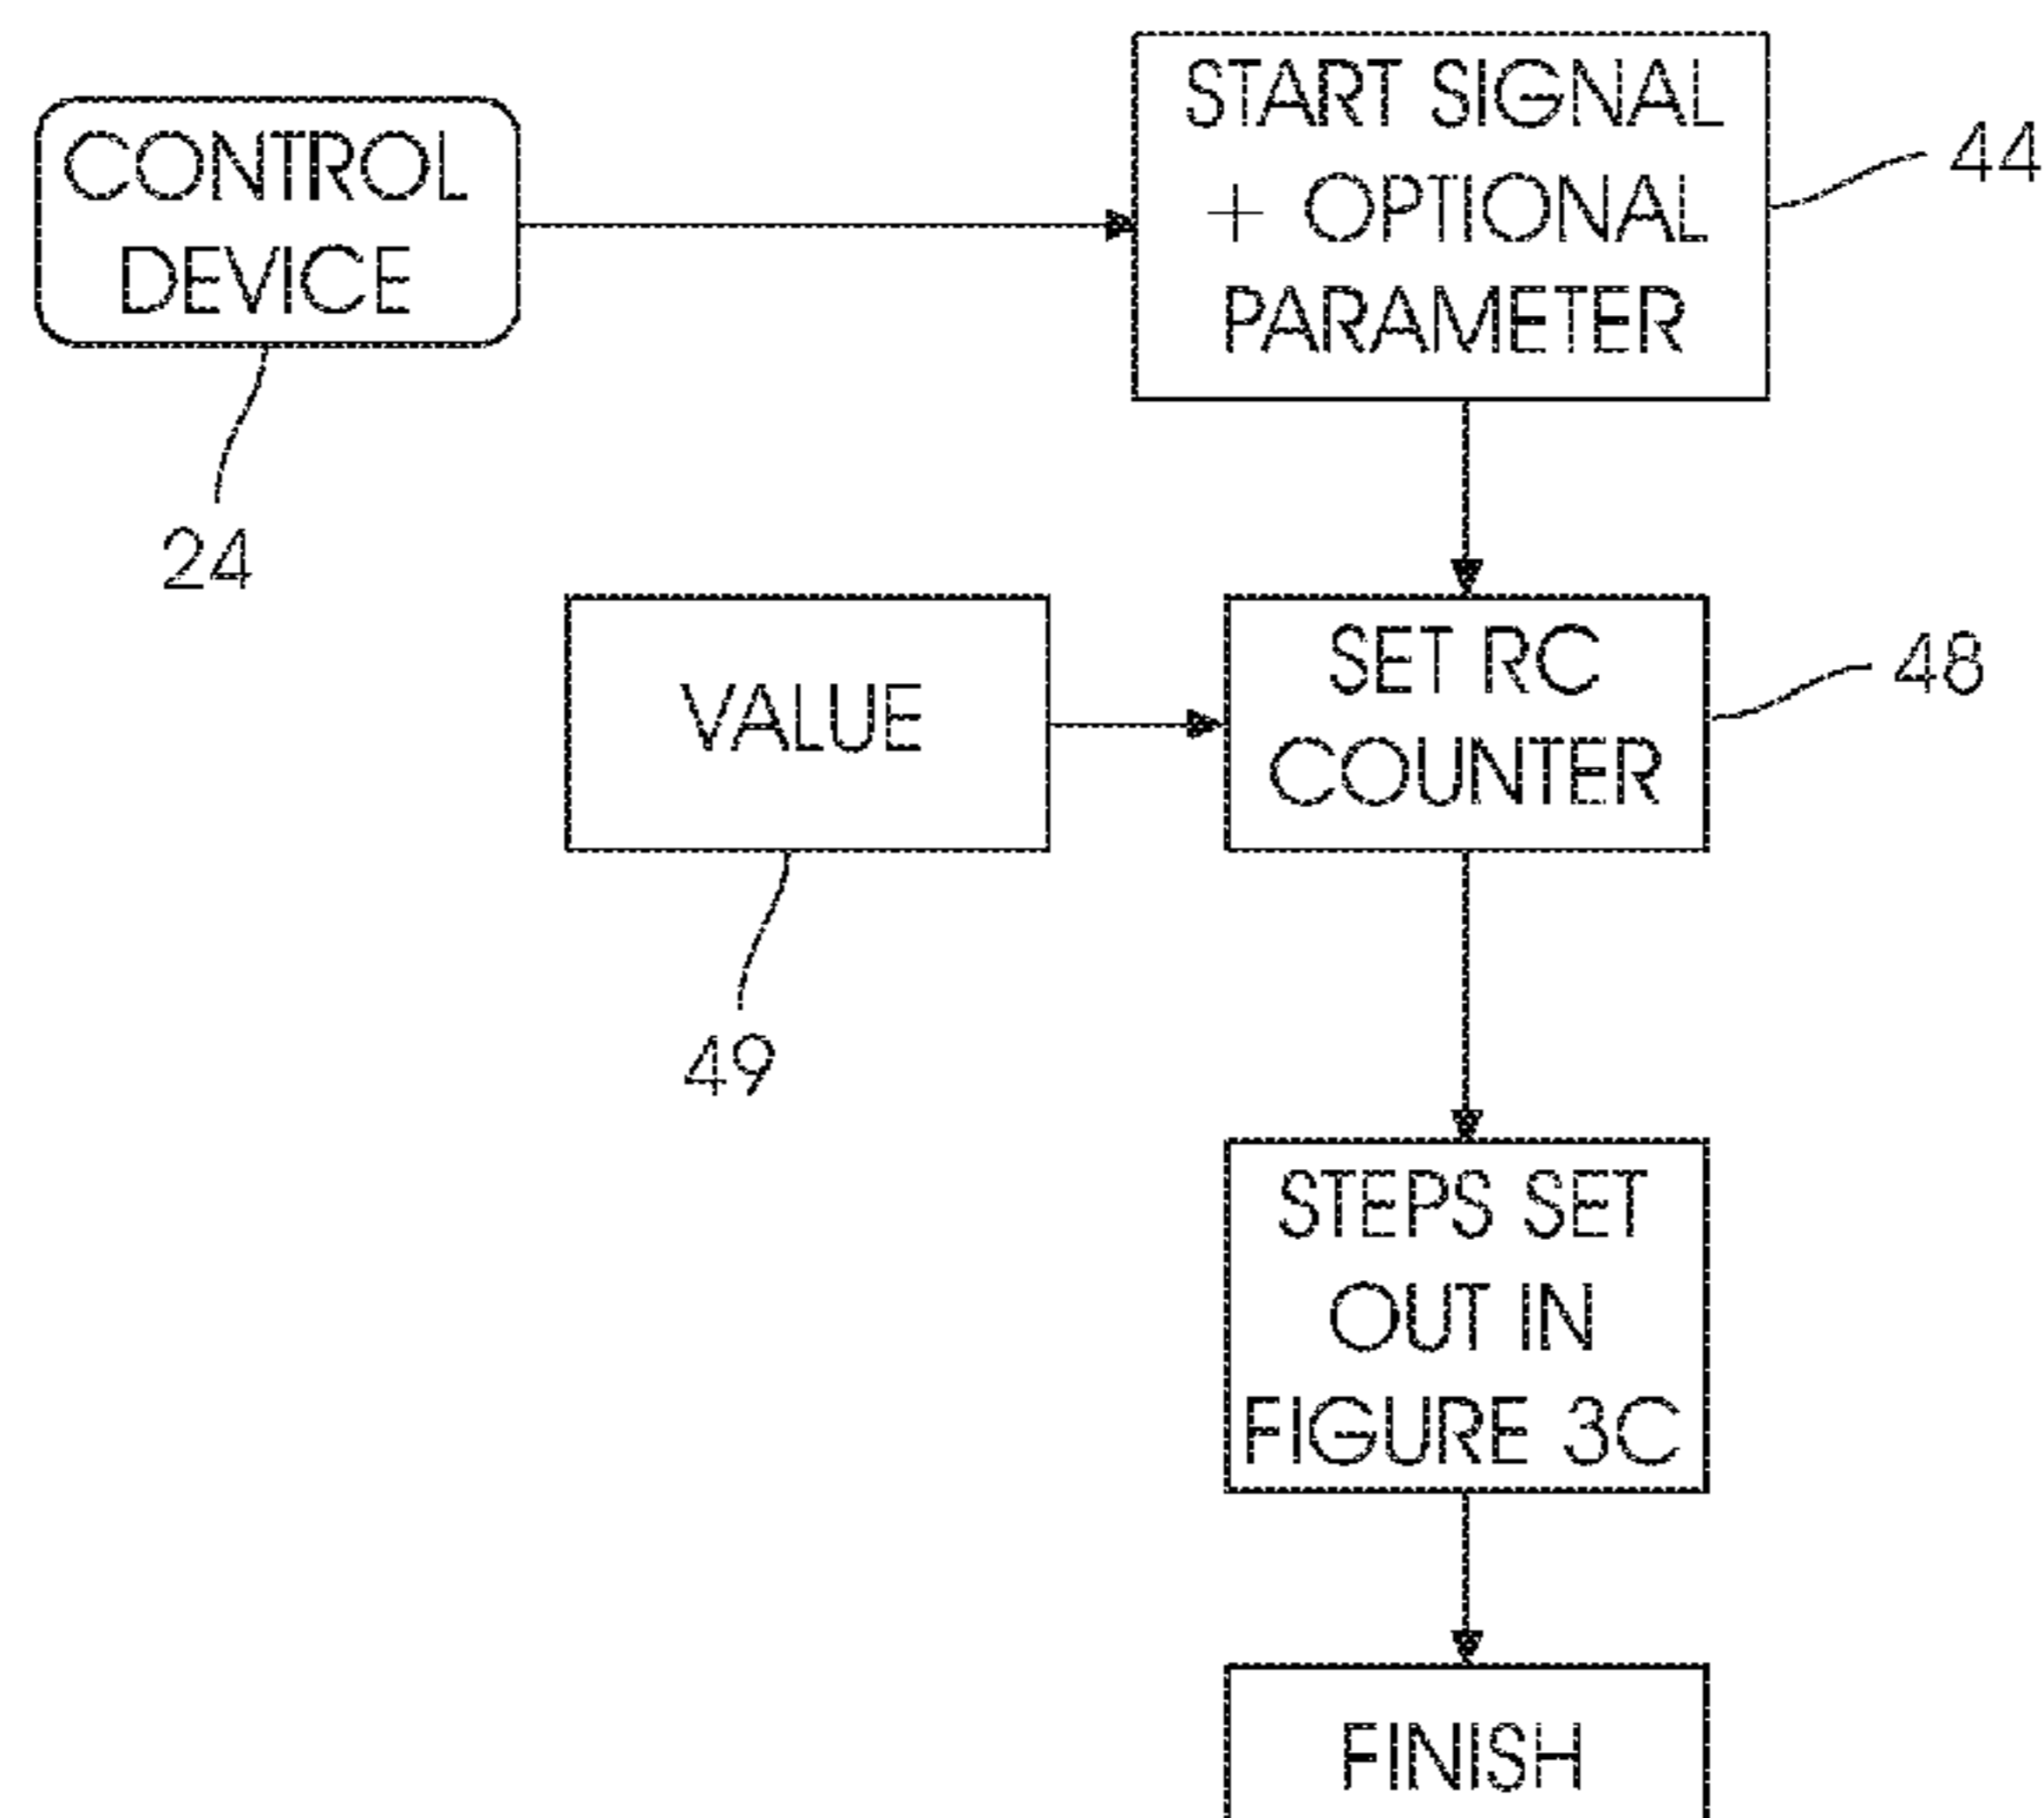 CONTROL
DEVICE
24
START SIGNAL
+ OPTIONAL
PARAMETER
44
VALUE
49
SET RC
COUNTER
48
STEPS SET
OUT IN
FIGURE 3C
FINISH